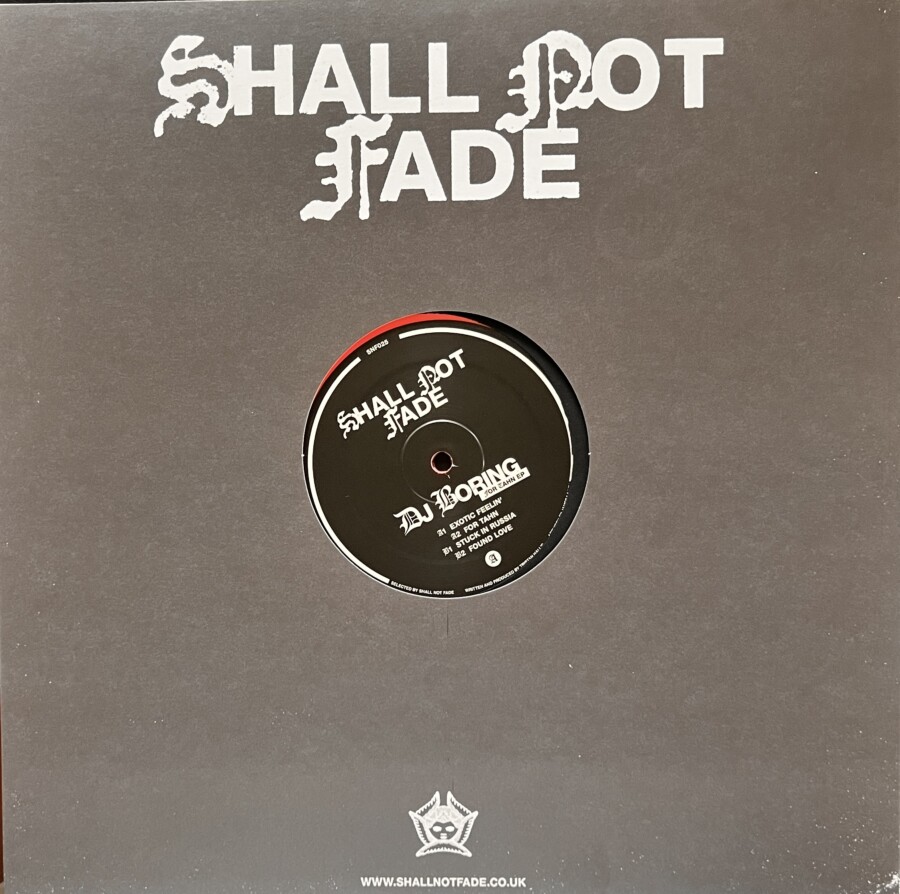 SHALL NOT
FADE
SNF025
SHALL NOT
FADE
DJ BORING
FOR TAHN EP
A1 EXOTIC FEELIN'
A2 FOR TAHN
B1 STUCK IN RUSSIA
B2 FOUND LOVE
A
SELECTED BY SHALL NOT FADE
WRITTEN AND PRODUCED BY
WWW.SHALLNOTFADE.CO.UK